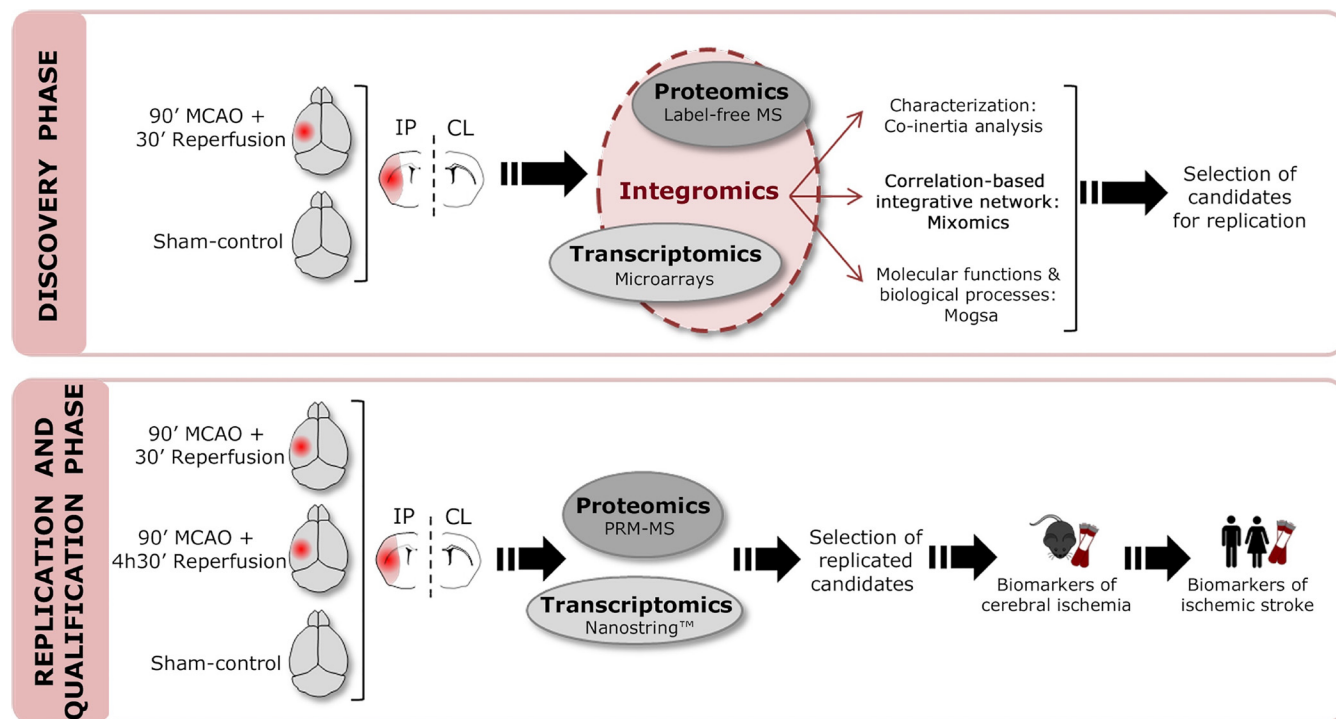 DISCOVERY PHASE
90′ MCAO +
30′ Reperfusion
Sham-control
IP CL
Proteomics
Label-free MS
Integromics
Transcriptomics
Microarrays
Characterization:
Co-inertia analysis
Correlation-based
integrative network:
Mixomics
Molecular functions &
biological processes:
Mogsa
Selection of
candidates
for replication
REPLICATION AND
QUALIFICATION PHASE
90′ MCAO +
30′ Reperfusion
90′ MCAO +
4h30′ Reperfusion
Sham-control
IP CL
Proteomics
PRM-MS
Transcriptomics
Nanostring™
Selection of
replicated
candidates
Biomarkers of
cerebral ischemia
Biomarkers
of ischemic stroke